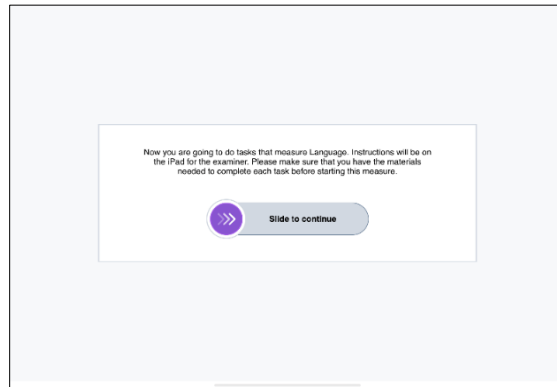 Now you are going to do tasks that measure Language. Instructions will be on
the iPad for the examiner. Please make sure that you have the materials
needed to complete each task before starting this measure.
Slide to continue